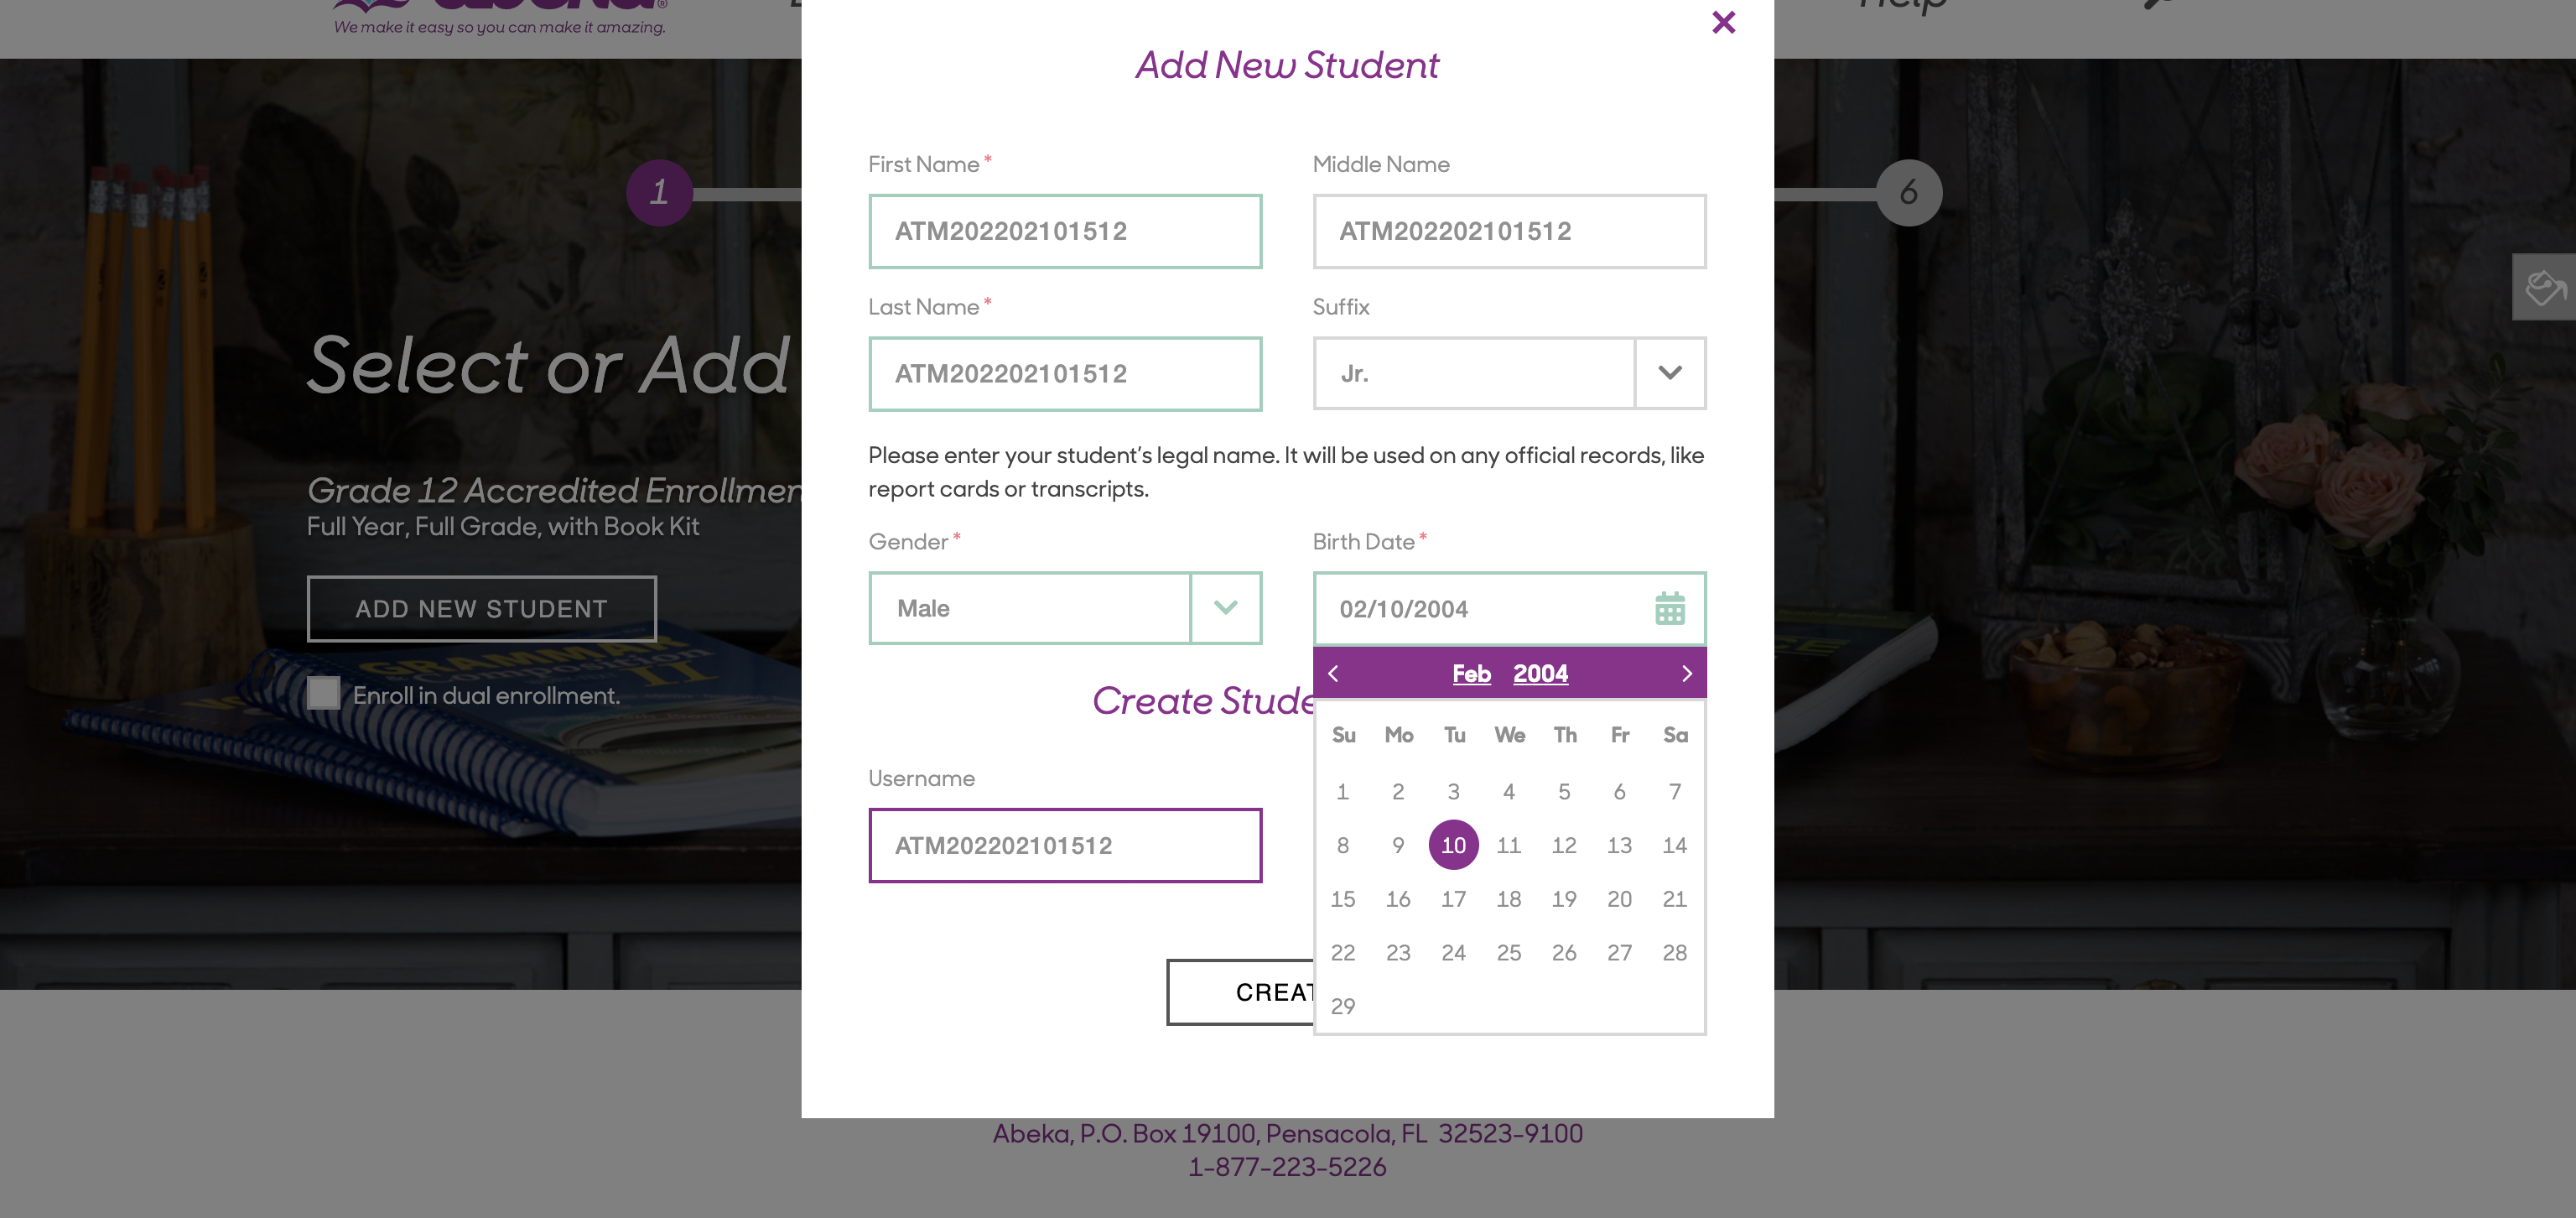 We make it easy so you can make it amazing.
Help
Add New Student
1
6
First Name *
Middle Name
ATM202202101512
ATM202202101512
Last Name *
Suffix
ATM202202101512
Jr.
Select or Add
Please enter your student's legal name. It will be used on any official records, like
report cards or transcripts.
Grade 12 Accredited Enrollmen
Full Year, Full Grade, with Book Kit
Gender *
Birth Date *
Male
02/10/2004
ADD NEW STUDENT
GRAMMAR
Composition
II
Enroll in dual enrollment.
Feb 2004
Create Stude
Su Mo Tu We Th Fr Sa
1 2 3 4 5 6 7
8 9 10 11 12 13 14
15 16 17 18 19 20 21
22 23 24 25 26 27 28
29
Username
ATM202202101512
CREAT
Abeka, P.O. Box 19100, Pensacola, FL 32523-9100
1-877-223-5226